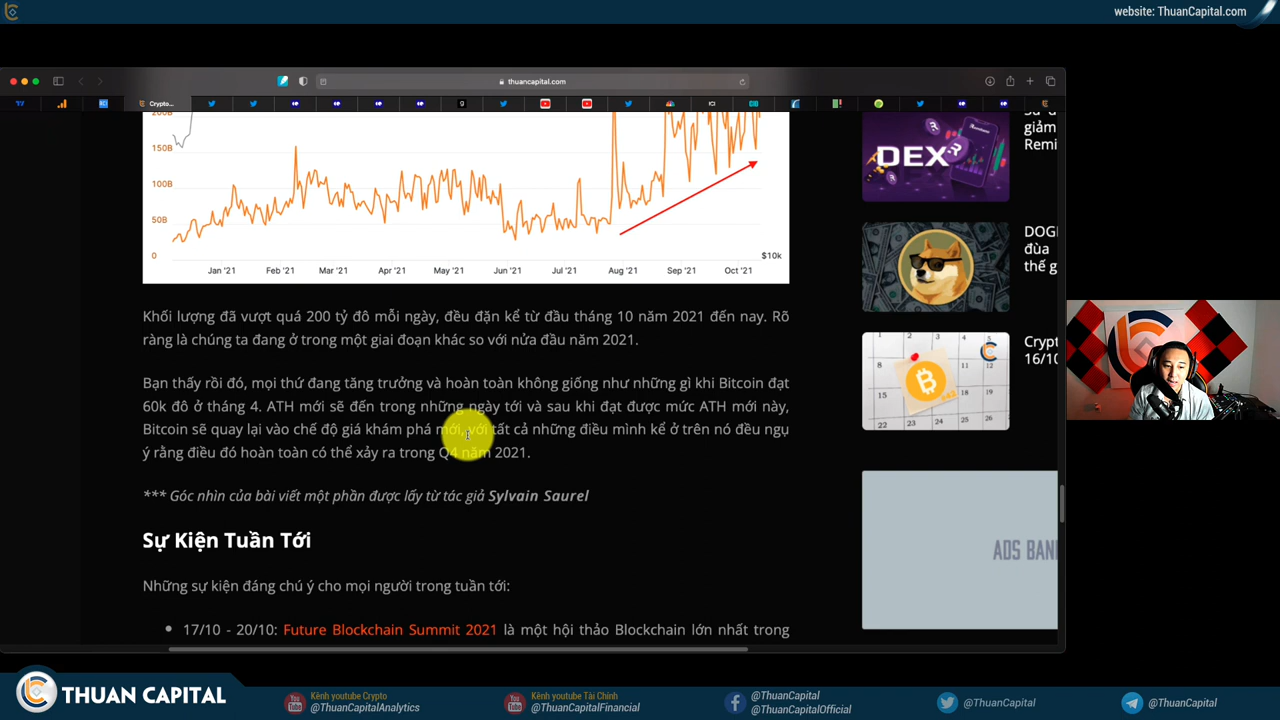 website: ThuanCapital.com
thuancapital.com
Crypto...
200B
100B
50B
0
$10k
Jan '21
Feb '21
Mar '21
Apr '21
May '21
Jun '21
Jul '21
Aug '21
Sep '21
Oct '21
giảm
Remi
DEX
DOGE
đùa
thế g
Crypt
16/10
Khối lượng đã vượt quá 200 tỷ đô mỗi ngày, đều đặn kể từ đầu tháng 10 năm 2021 đến nay. Rõ
ràng là chúng ta đang ở trong một giai đoạn khác so với nửa đầu năm 2021.
Bạn thấy rồi đó, mọi thứ đang tăng trưởng và hoàn toàn không giống như những gì khi Bitcoin đạt
60k đô ở tháng 4. ATH mới sẽ đến trong những ngày tới và sau khi đạt được mức ATH mới này,
Bitcoin sẽ quay lại vào chế độ giá khám phá mới, với tất cả những điều mình kể ở trên nó đều ngụ
ý rằng điều đó hoàn toàn có thể xảy ra trong Q4 năm 2021.
*** Góc nhìn của bài viết một phần được lấy từ tác giả Sylvain Saurel
Sự Kiện Tuần Tới
Những sự kiện đáng chú ý cho mọi người trong tuần tới:
17/10 - 20/10: Future Blockchain Summit 2021 là một hội thảo Blockchain lớn nhất trong
ADS BAN
THUAN CAPITAL
Kênh youtube Crypto
@ThuanCapitalAnalytics
Kênh youtube Tài Chính
@ThuanCapitalFinancial
@ThuanCapital
@ThuanCapitalOfficial
@ThuanCapital
@ThuanCapital